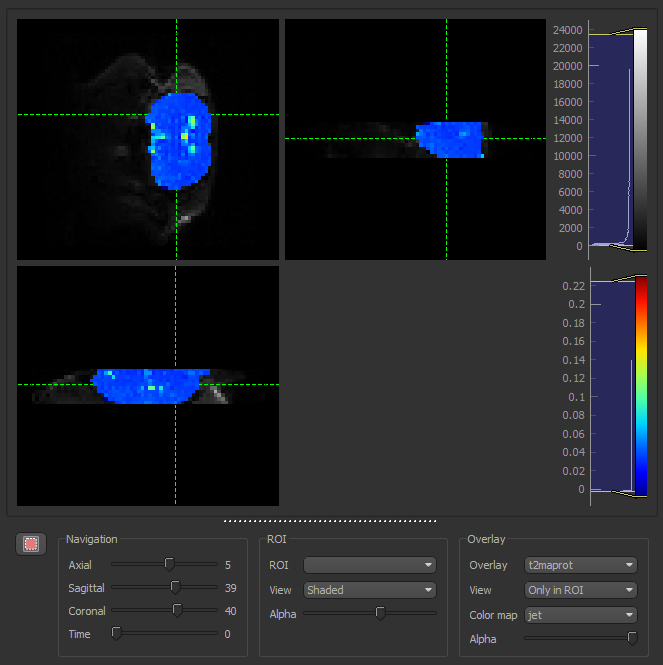 24000
22000
20000
18000
16000
14000
12000
10000
8000
6000
4000
2000
0
0.22
0.2
0.18
0.16
0.14
0.12
0.1
0.08
0.06
0.04
0.02
0
Navigation
Axial 5
Sagittal 39
Coronal 40
Time 0
ROI
ROI
View Shaded
Alpha
Overlay
Overlay t2maprot
View Only in ROI
Color map jet
Alpha